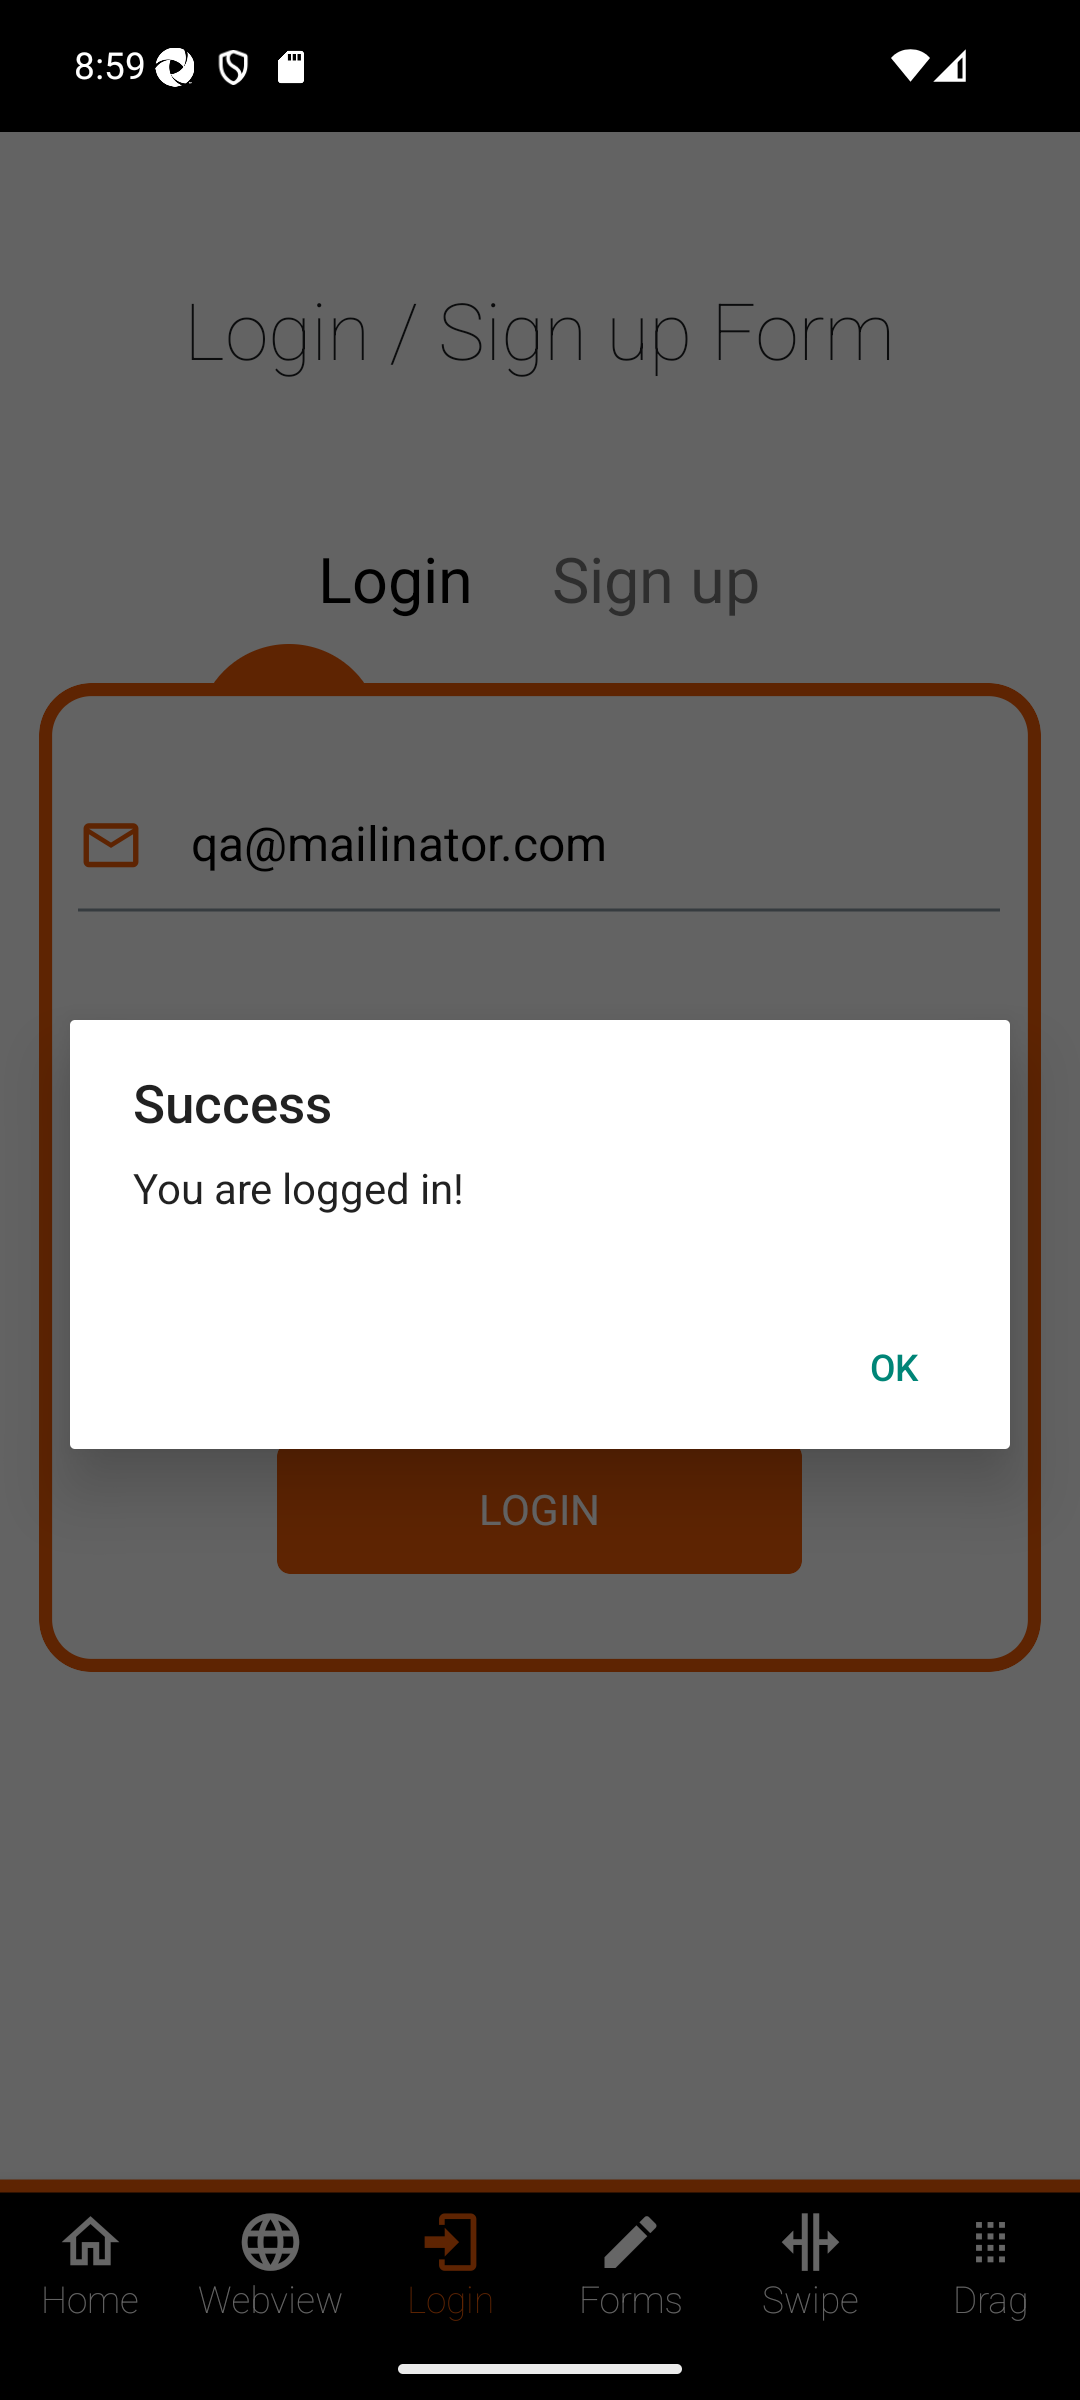 8:59
Login / Sign up Form
Login Sign up
qa@mailinator.com
Success
You are logged in!
OK
LOGIN
Home Webview Login Forms Swipe Drag